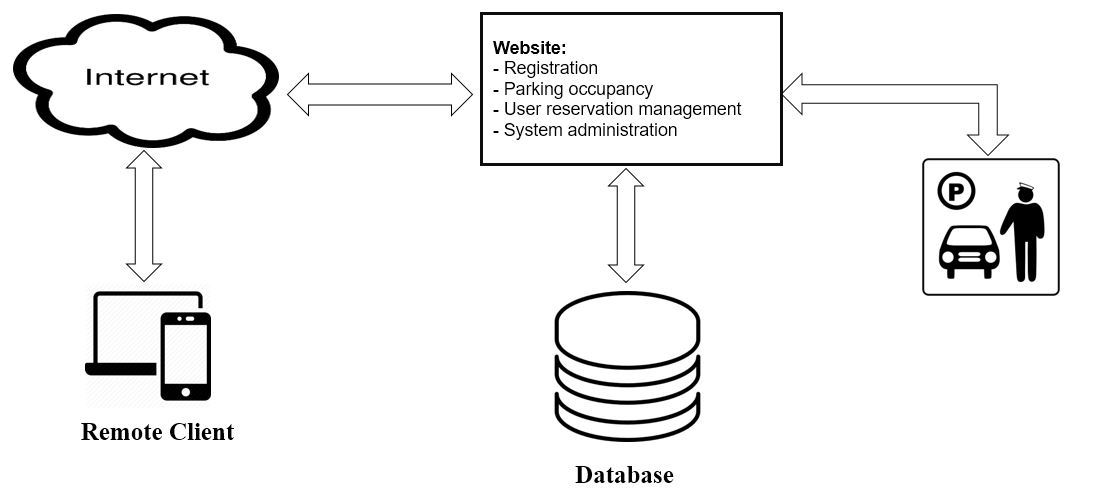 Internet
Website:
- Registration
- Parking occupancy
- User reservation management
- System administration
P
Remote Client
Database